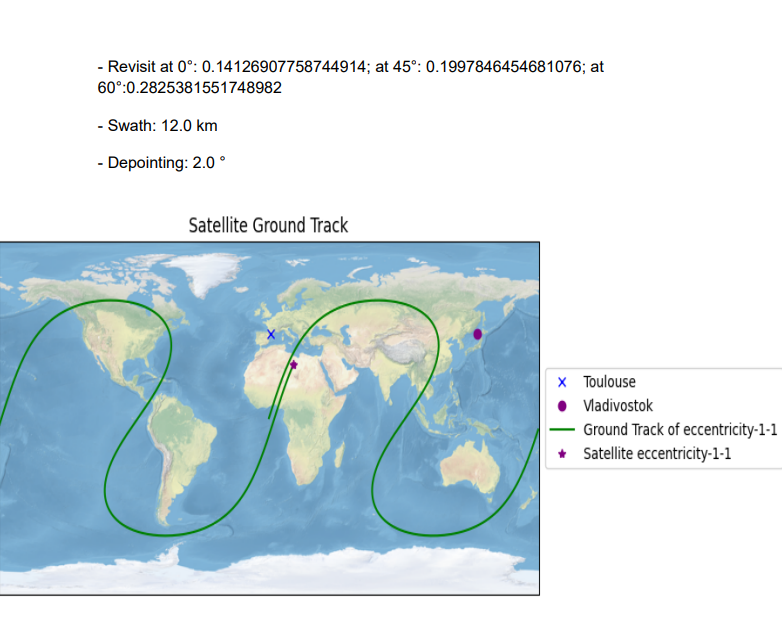 - Revisit at 0°: 0.14126907758744914; at 45°: 0.1997846454681076; at
60°:0.2825381551748982
- Swath: 12.0 km
- Depointing: 2.0 °
Satellite Ground Track
Toulouse
Vladivostok
Ground Track of eccentricity-1-1
Satellite eccentricity-1-1